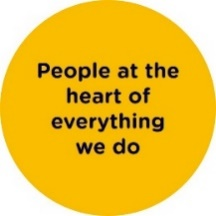 People at the
heart of
everything
we do